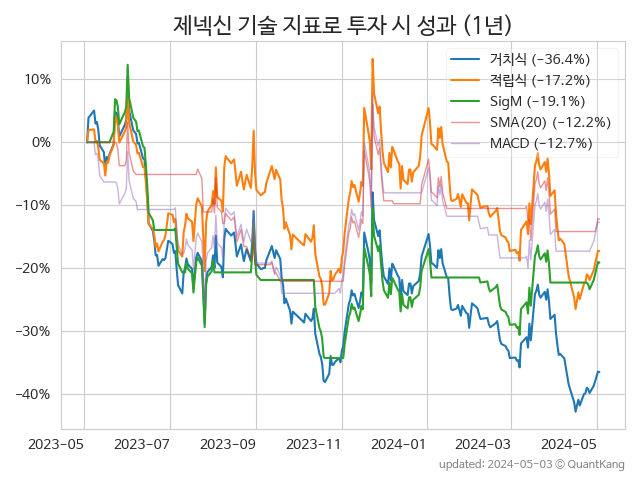 제넥신 기술 지표로 투자 시 성과 (1년)
거치식 (−36.4%)
적립식 (−17.2%)
SigM (−19.1%)
SMA(20) (−12.2%)
MACD (−12.7%)
10%
0%
−10%
−20%
−30%
−40%
2023-05 2023-07 2023-09 2023-11 2024-01 2024-03 2024-05
updated: 2024-05-03 ⓒ QuantKang